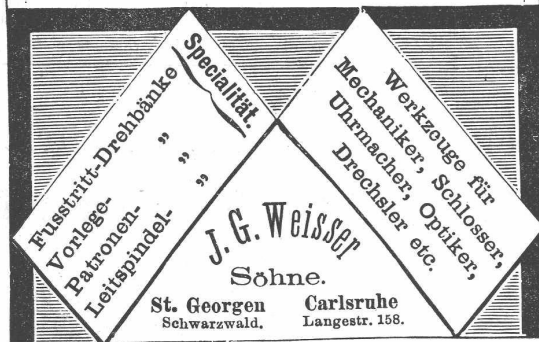 Specialität.
Fusstritt-Drehbänke
Vorlege- „
Patronen- „
Leitspindel- „
Werkzeuge für
Mechaniker, Schlosser,
Uhrmacher, Optiker,
Drechsler etc.
J. G. Weisser
Söhne.
St. Georgen
Schwarzwald.
Carlsruhe
Langestr. 158.